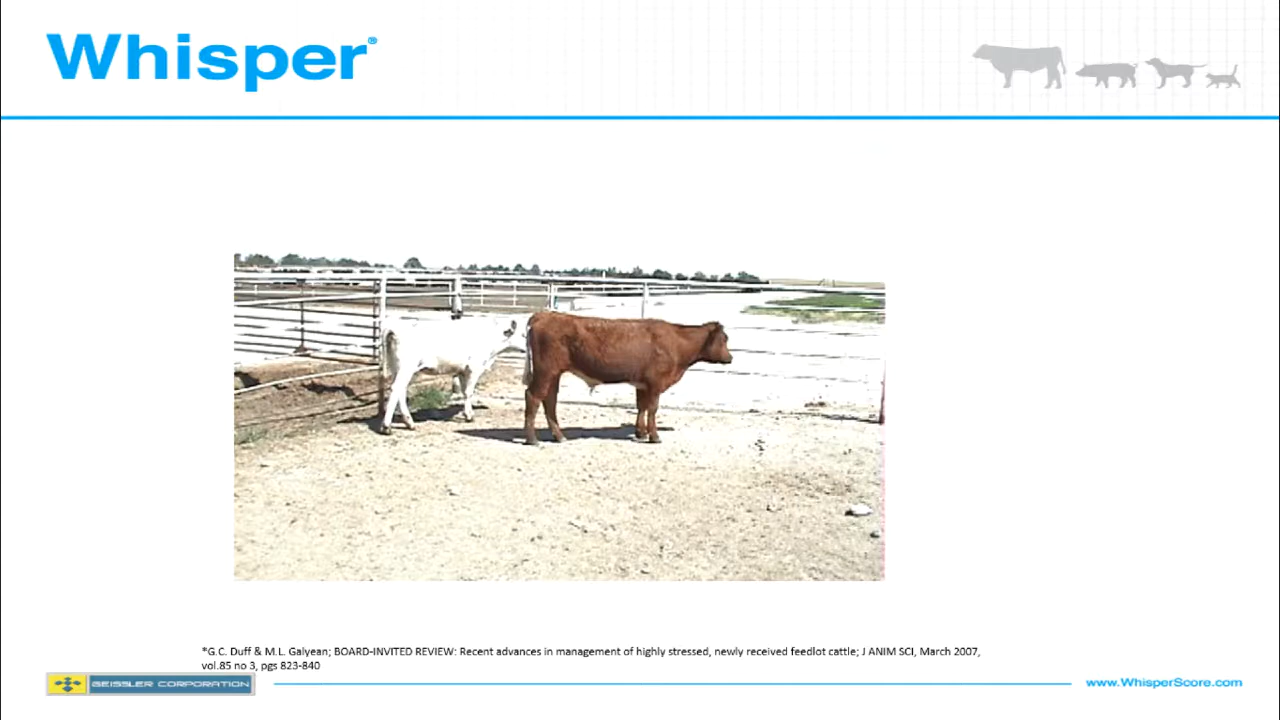 Whisper®
*G.C. Duff & M.L. Galyean; BOARD-INVITED REVIEW: Recent advances in management of highly stressed, newly received feedlot cattle; J ANIM SCI, March 2007,
vol.85 no 3, pgs 823-840
GEISSLER CORPORATION
www.WhisperScore.com